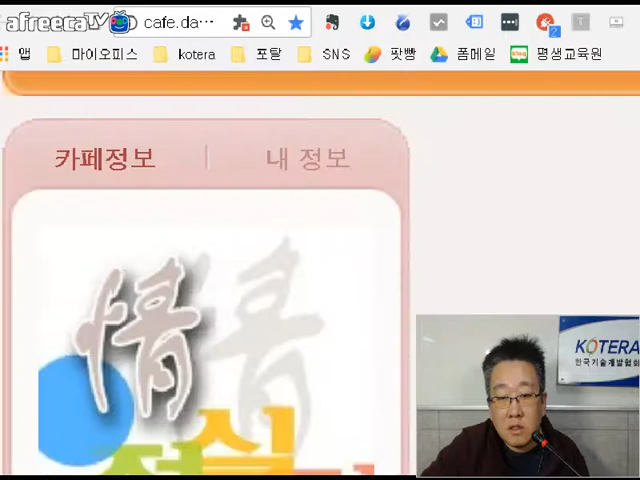 afreecaTV cafe.da...
앱 마이오피스 kotera 포탈 SNS 팟빵 폼메일 평생교육원
카페정보 | 내 정보
情
KOTERA
한국기술개발협회